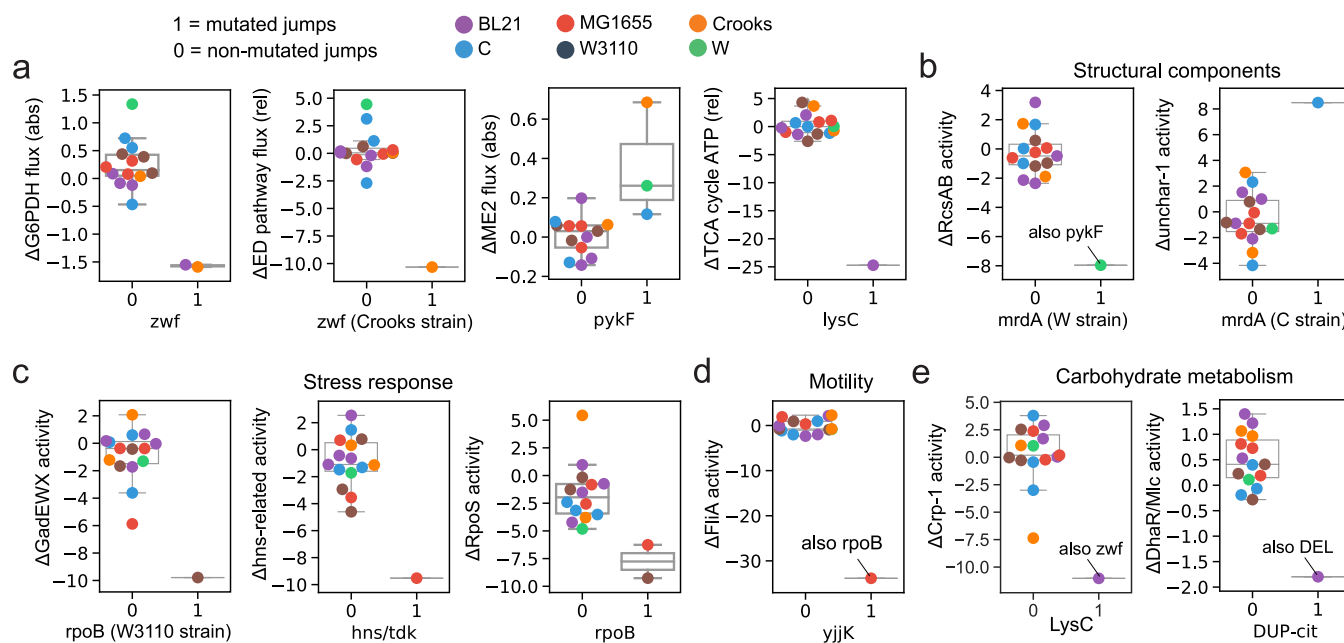 1 = mutated jumps
0 = non-mutated jumps
BL21
MG1655
Crooks
C
W3110
W
a
ΔG6PDH flux (abs)
1.5
1.0
0.5
0.0
−0.5
−1.0
−1.5
0
1
zwf
ΔED pathway flux (rel)
5.0
2.5
0.0
−2.5
−5.0
−7.5
−10.0
0
1
zwf (Crooks strain)
ΔME2 flux (abs)
0.6
0.4
0.2
0.0
−0.2
0
1
pykF
ΔTCA cycle ATP (rel)
5
0
−5
−10
−15
−20
−25
0
1
lysC
b
Structural components
ΔRcsAB activity
4
2
0
−2
−4
−6
−8
also pykF
0
1
mrdA (W strain)
Δunchar-1 activity
8
6
4
2
0
−2
−4
0
1
mrdA (C strain)
c
Stress response
ΔGadEWX activity
2
0
−2
−4
−6
−8
−10
0
1
rpoB (W3110 strain)
Δhns-related activity
2
0
−2
−4
−6
−8
−10
0
1
hns/tdk
ΔRpoS activity
5.0
2.5
0.0
−2.5
−5.0
−7.5
−10.0
0
1
rpoB
d
Motility
ΔFliA activity
0
−10
−20
−30
also rpoB
0
1
yjjK
e
Carbohydrate metabolism
ΔCrp-1 activity
5.0
2.5
0.0
−2.5
−5.0
−7.5
−10.0
also zwf
0
1
LysC
ΔDhaR/Mlc activity
1.5
1.0
0.5
0.0
−0.5
−1.0
−1.5
−2.0
also DEL
0
1
DUP-cit